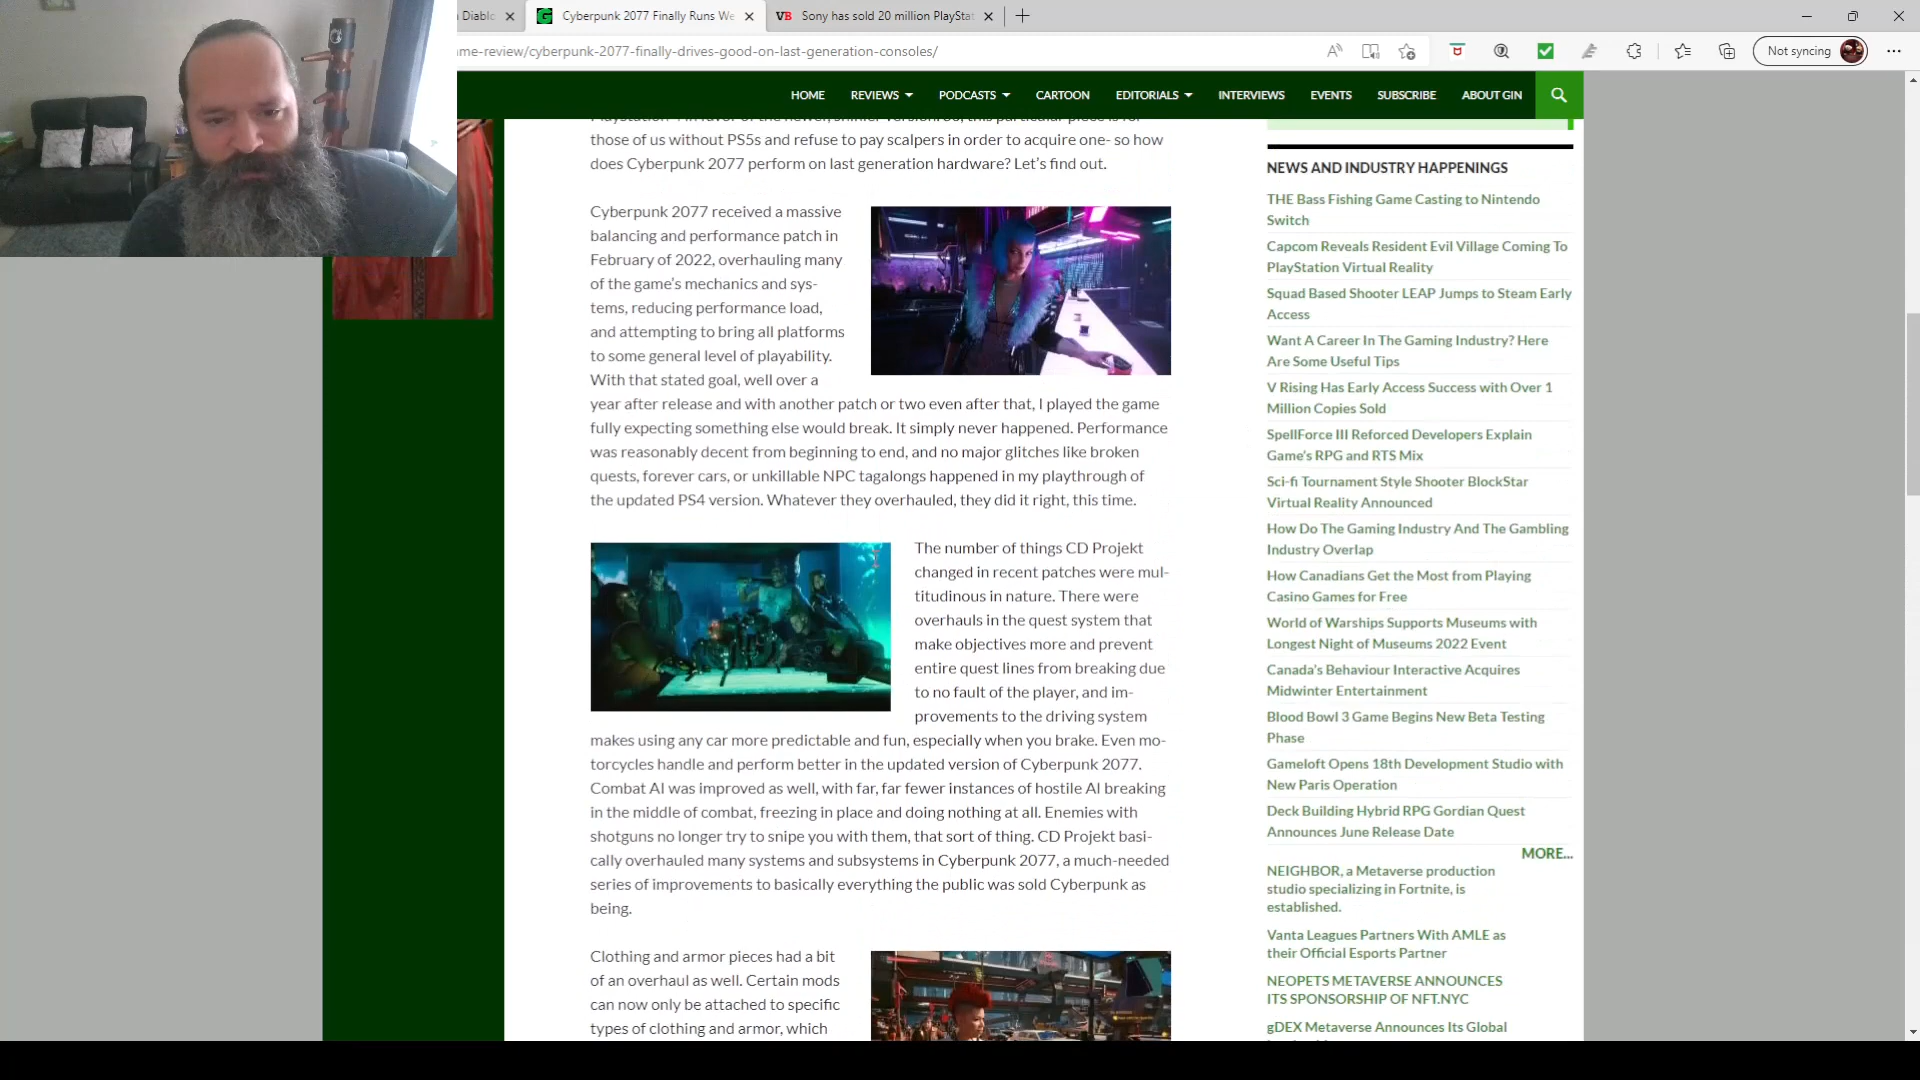 Diablo
Cyberpunk 2077 Finally Runs We
VB Sony has sold 20 million PlayStat
me-review/cyberpunk-2077-finally-drives-good-on-last-generation-consoles/
Not syncing
HOME REVIEWS PODCASTS CARTOON EDITORIALS INTERVIEWS EVENTS SUBSCRIBE ABOUT GIN
those of us without PS5s and refuse to pay scalpers in order to acquire one- so how
does Cyberpunk 2077 perform on last generation hardware? Let's find out.
Cyberpunk 2077 received a massive
balancing and performance patch in
February of 2022, overhauling many
of the game's mechanics and sys-
tems, reducing performance load,
and attempting to bring all platforms
to some general level of playability.
With that stated goal, well over a
year after release and with another patch or two even after that, I played the game
fully expecting something else would break. It simply never happened. Performance
was reasonably decent from beginning to end, and no major glitches like broken
quests, forever cars, or unkillable NPC tagalongs happened in my playthrough of
the updated PS4 version. Whatever they overhauled, they did it right, this time.
The number of things CD Projekt
changed in recent patches were mul-
titudinous in nature. There were
overhauls in the quest system that
make objectives more and prevent
entire quest lines from breaking due
to no fault of the player, and im-
provements to the driving system
makes using any car more predictable and fun, especially when you brake. Even mo-
torcycles handle and perform better in the updated version of Cyberpunk 2077.
Combat AI was improved as well, with far, far fewer instances of hostile AI breaking
in the middle of combat, freezing in place and doing nothing at all. Enemies with
shotguns no longer try to snipe you with them, that sort of thing. CD Projekt basi-
cally overhauled many systems and subsystems in Cyberpunk 2077, a much-needed
series of improvements to basically everything the public was sold Cyberpunk as
being.
Clothing and armor pieces had a bit
of an overhaul as well. Certain mods
can now only be attached to specific
types of clothing and armor, which
NEWS AND INDUSTRY HAPPENINGS
THE Bass Fishing Game Casting to Nintendo
Switch
Capcom Reveals Resident Evil Village Coming To
PlayStation Virtual Reality
Squad Based Shooter LEAP Jumps to Steam Early
Access
Want A Career In The Gaming Industry? Here
Are Some Useful Tips
V Rising Has Early Access Success with Over 1
Million Copies Sold
SpellForce III Reforced Developers Explain
Game's RPG and RTS Mix
Sci-fi Tournament Style Shooter BlockStar
Virtual Reality Announced
How Do The Gaming Industry And The Gambling
Industry Overlap
How Canadians Get the Most from Playing
Casino Games for Free
World of Warships Supports Museums with
Longest Night of Museums 2022 Event
Canada's Behaviour Interactive Acquires
Midwinter Entertainment
Blood Bowl 3 Game Begins New Beta Testing
Phase
Gameloft Opens 18th Development Studio with
New Paris Operation
Deck Building Hybrid RPG Gordian Quest
Announces June Release Date
MORE...
NEIGHBOR, a Metaverse production
studio specializing in Fortnite, is
established.
Vanta Leagues Partners With AMLE as
their Official Esports Partner
NEOPETS METAVERSE ANNOUNCES
ITS SPONSORSHIP OF NFT.NYC
gDEX Metaverse Announces Its Global